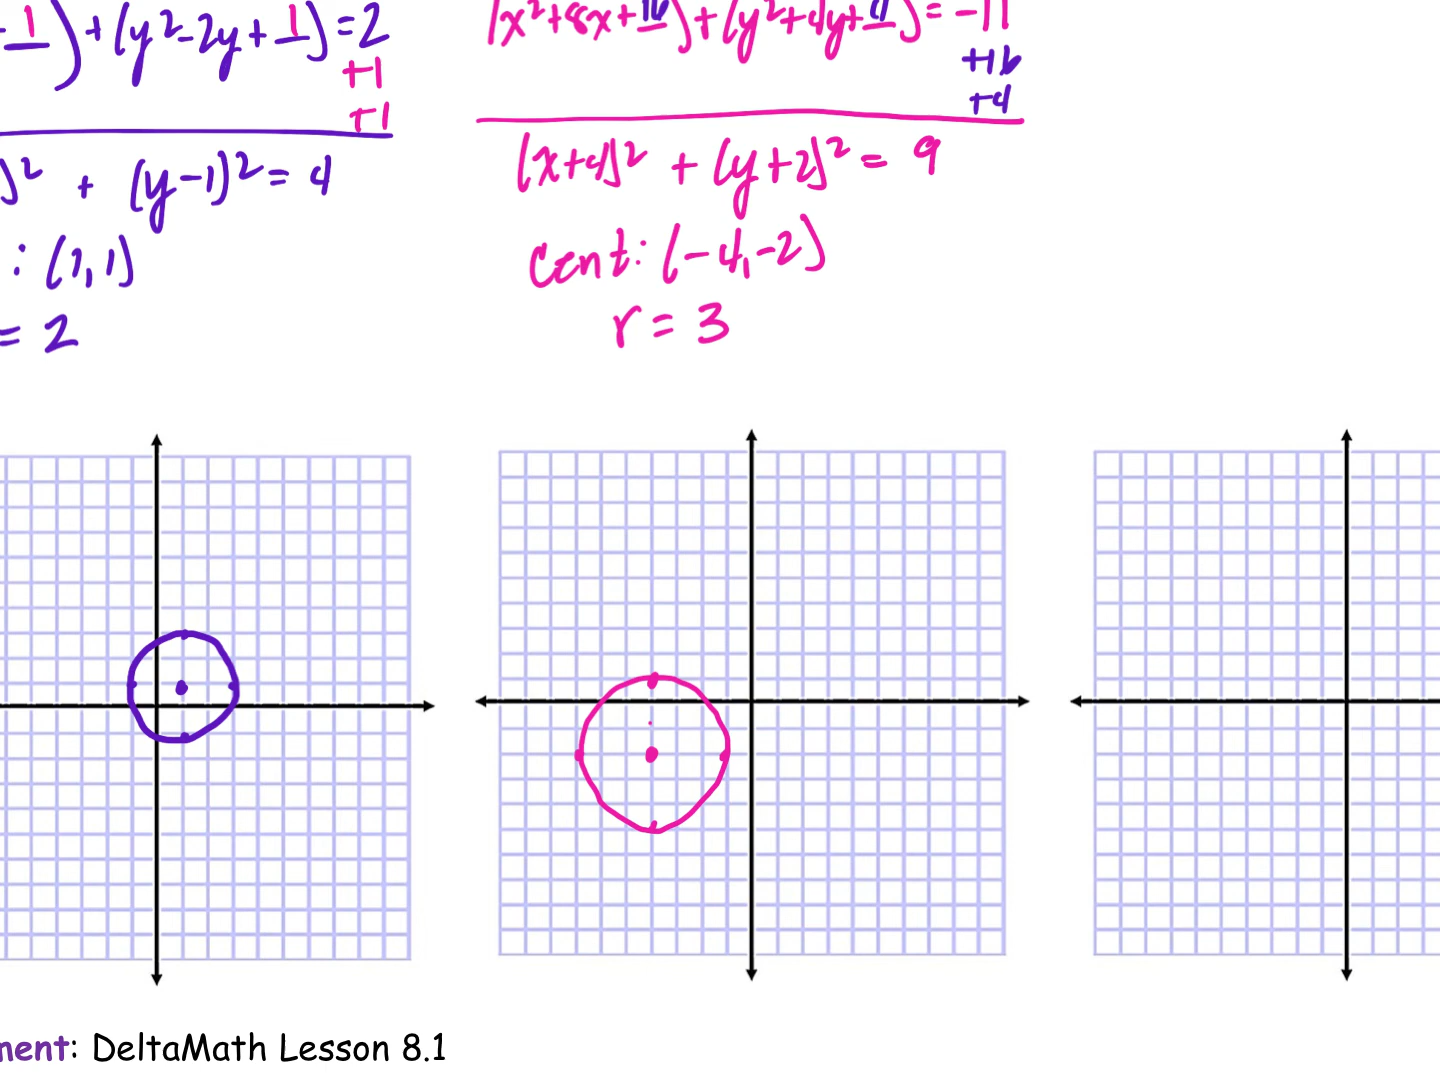 1) + (y²-2y+1) = 2
+1
+1
)² + (y-1)² = 4
: (1,1)
= 2
(x²+8x+16) + (y²+4y+4) = -11
+16
+4
(x+4)² + (y+2)² = 9
Cent: (-4,-2)
r = 3
ment: DeltaMath Lesson 8.1